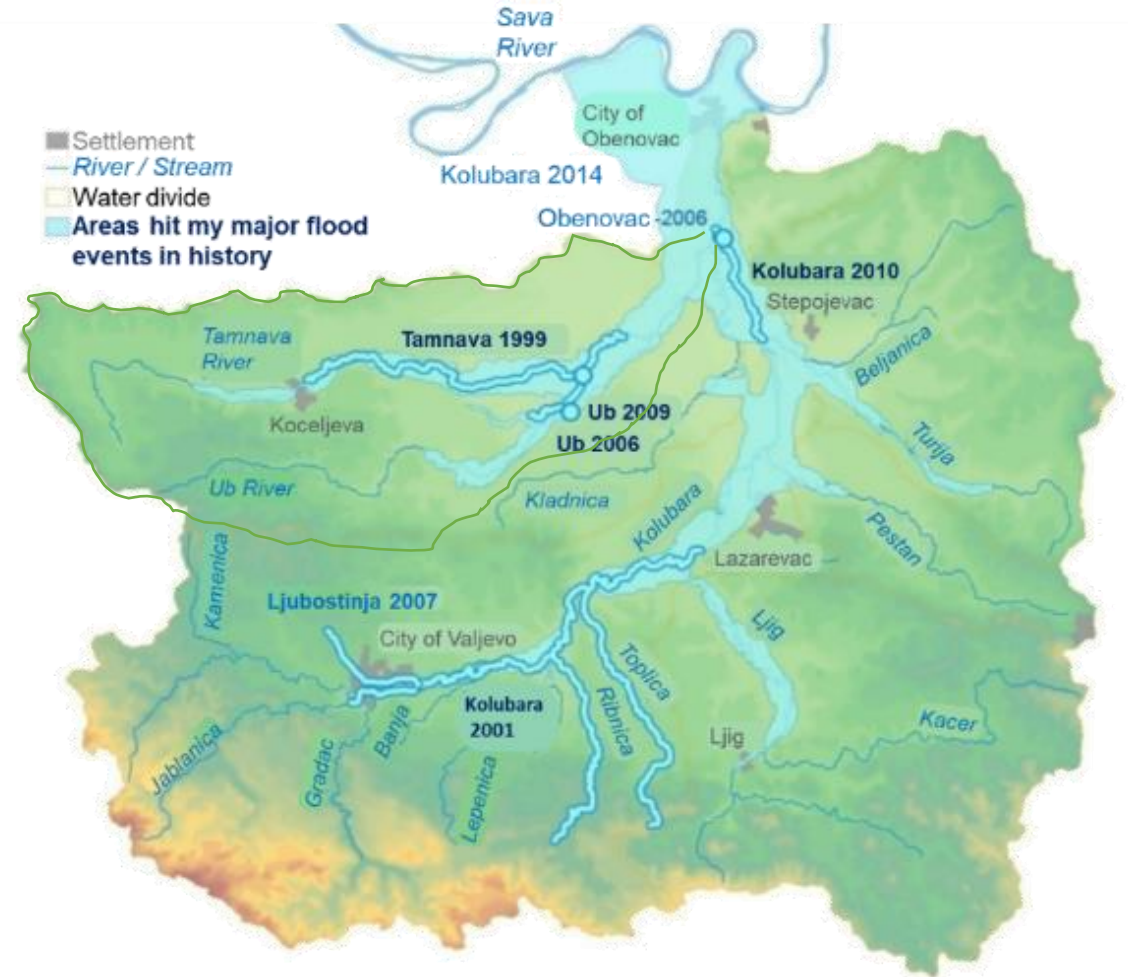 Sava
River
City of
Obenovac
Settlement
River / Stream
Water divide
Areas hit my major flood
events in history
Kolubara 2014
Obenovac -2006
Kolubara 2010
Stepojevac
Tamnava
River
Tamnava 1999
Beljanica
Koceljeva
Ub 2009
Ub 2006
Turija
Ub River
Kladnica
Kolubara
Pestan
Lazarevac
Kamenica
Ljubostinja 2007
City of Valjevo
Ljig
Toplica
Kolubara
2001
Ribnica
Banja
Jablanica
Gradac
Lepenica
Ljig
Kacer